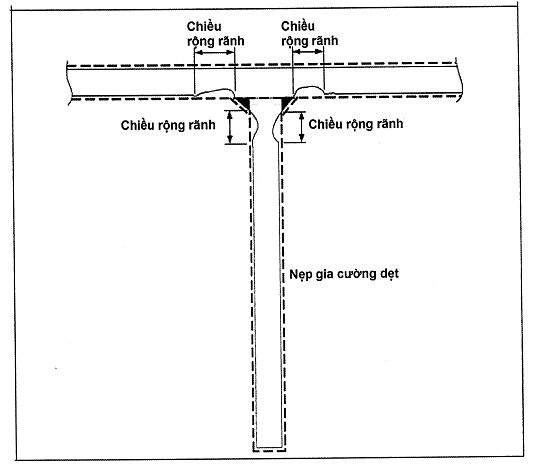 Chiều
rộng rãnh
Chiều
rộng rãnh
Chiều rộng rãnh
Chiều rộng rãnh
Nẹp gia cường dẹt